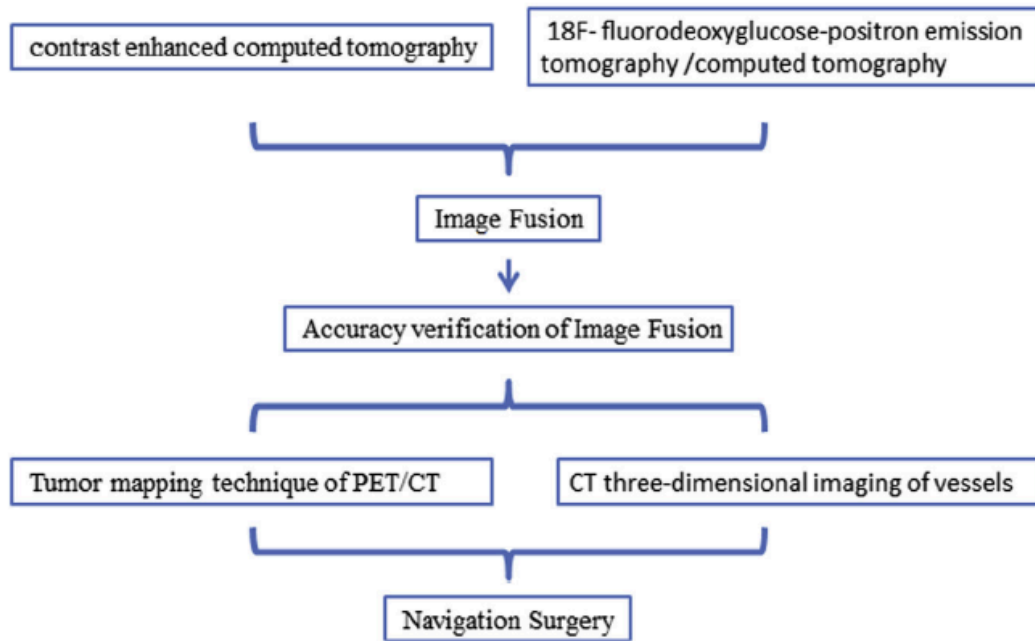 contrast enhanced computed tomography
18F- fluorodeoxyglucose-positron emission
tomography /computed tomography
Image Fusion
Accuracy verification of Image Fusion
Tumor mapping technique of PET/CT
CT three-dimensional imaging of vessels
Navigation Surgery